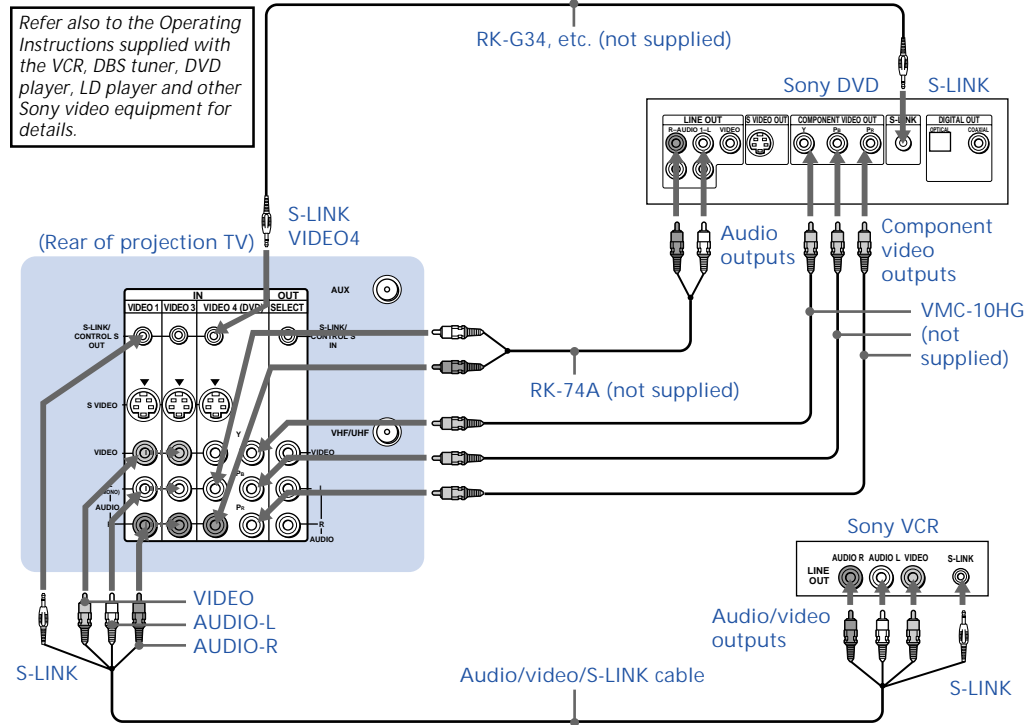 Refer also to the Operating
Instructions supplied with
the VCR, DBS tuner, DVD
player, LD player and other
Sony video equipment for
details.
RK-G34, etc. (not supplied)
Sony DVD
S-LINK
LINE OUT
R–AUDIO 1–L
VIDEO
S VIDEO OUT
COMPONENT VIDEO OUT
Y
PB
PR
S-LINK
DIGITAL OUT
OPTICAL
COAXIAL
Audio
outputs
Component
video
outputs
VMC-10HG
(not
supplied)
S-LINK
VIDEO4
(Rear of projection TV)
AUX
IN
OUT
VIDEO 1
VIDEO 3
VIDEO 4 (DVD)
SELECT
S-LINK/
CONTROL S
OUT
S-LINK/
CONTROL S
IN
S VIDEO
VHF/UHF
VIDEO
Y
VIDEO
PB
(MONO)
AUDIO
PR
R
AUDIO
RK-74A (not supplied)
VIDEO
AUDIO-L
AUDIO-R
S-LINK
Sony VCR
LINE
OUT
AUDIO R
AUDIO L
VIDEO
S-LINK
Audio/video
outputs
S-LINK
Audio/video/S-LINK cable